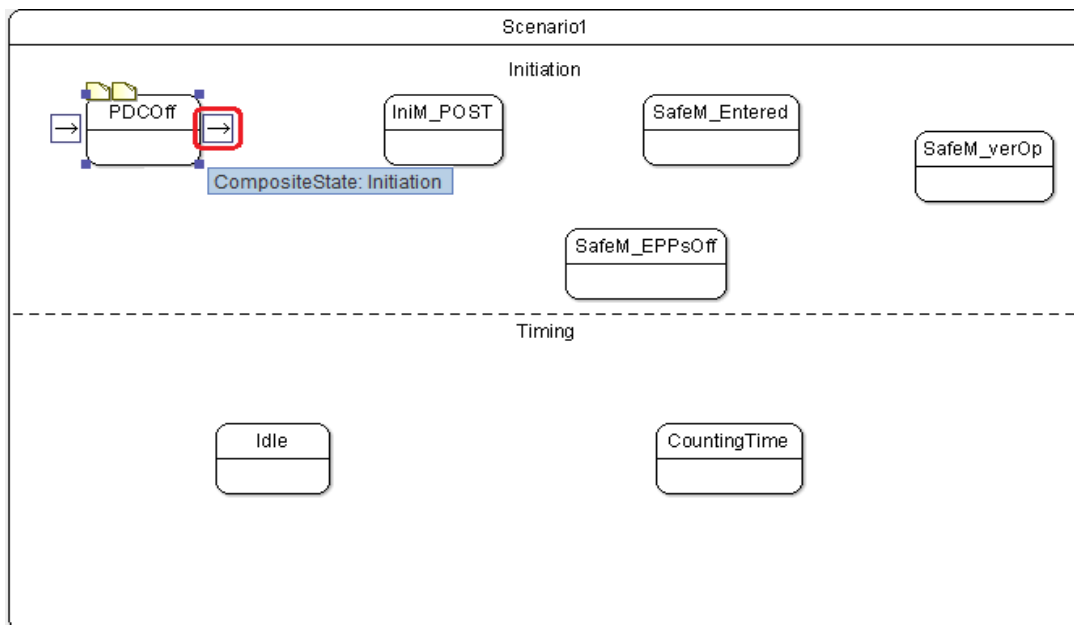 Scenario1
Initiation
PDCOff
IniM_POST
SafeM_Entered
SafeM_verOp
CompositeState: Initiation
SafeM_EPPsOff
Timing
Idle
CountingTime